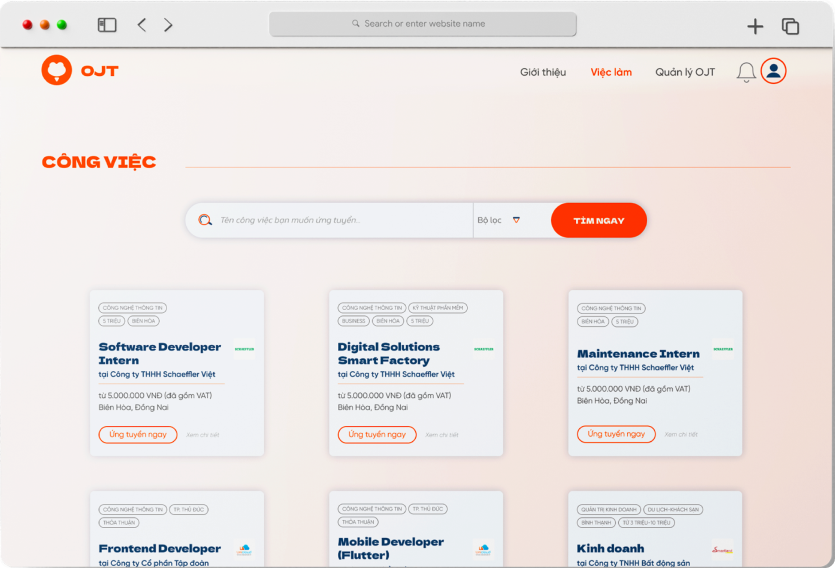 Search or enter website name
OJT
Giới thiệu
Việc làm
Quản lý OJT
CÔNG VIỆC
Tên công việc bạn muốn ứng tuyển..
Bộ lọc
TÌM NGAY
CÔNG NGHỆ THÔNG TIN
5 TRIỆU BIÊN HÒA
Software Developer
Intern
tại Công ty THHH Schaeffler Việt
từ 5.000.000 VNĐ (đã gồm VAT)
Biên Hòa, Đồng Nai
Ứng tuyển ngay
Xem chi tiết
SCHAEFFLER
CÔNG NGHỆ THÔNG TIN KỸ THUẬT PHẦN MỀM
BUSINESS BIÊN HÒA 5 TRIỆU
Digital Solutions
Smart Factory
tại Công ty THHH Schaeffler Việt
từ 5.000.000 VNĐ (đã gồm VAT)
Biên Hòa, Đồng Nai
Ứng tuyển ngay
Xem chi tiết
SCHAEFFLER
CÔNG NGHỆ THÔNG TIN
BIÊN HÒA 5 TRIỆU
Maintenance Intern
tại Công ty TNHH Schaeffler Việt
từ 5.000.000 VNĐ (đã gồm VAT)
Biên Hòa, Đồng Nai
Ứng tuyển ngay
Xem chi tiết
SCHAEFFLER
CÔNG NGHỆ THÔNG TIN TP. THỦ ĐỨC
THỎA THUẬN
Frontend Developer
tại Công ty Cổ phần Tập đoàn
CÔNG NGHỆ THÔNG TIN TP. THỦ ĐỨC
THỎA THUẬN
Mobile Developer
(Flutter)
QUẢN TRỊ KINH DOANH DU LỊCH-KHÁCH SẠN
BÌNH THẠNH TỪ 3 TRIỆU-10 TRIỆU
Kinh doanh
tại Công ty TNHH Bất động sản